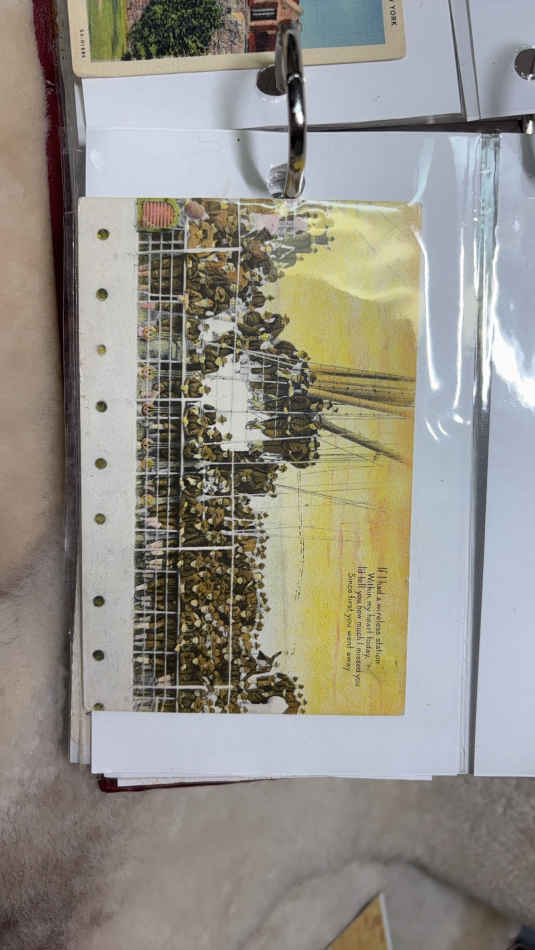 W YORK
If I had a wireless station
Within my heart today,
I'd tell you how much I missed you
Since first you went away.